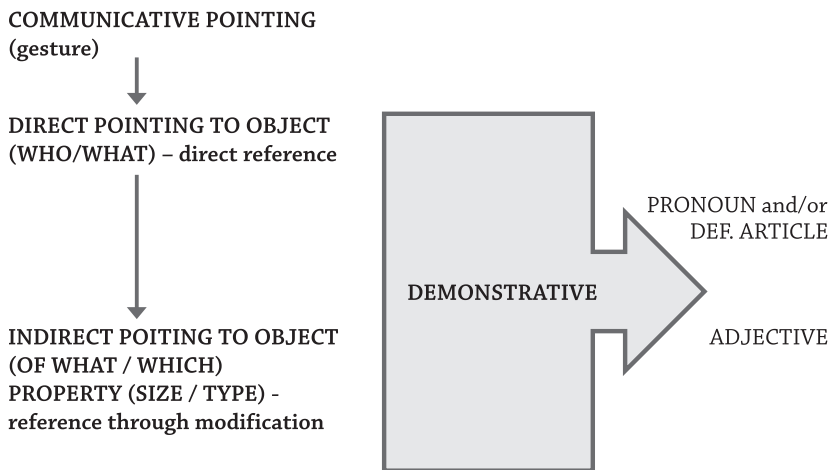 COMMUNICATIVE POINTING
(gesture)
DIRECT POINTING TO OBJECT
(WHO/WHAT) – direct reference
INDIRECT POITING TO OBJECT
(OF WHAT / WHICH)
PROPERTY (SIZE / TYPE) -
reference through modification
DEMONSTRATIVE
PRONOUN and/or
DEF. ARTICLE
ADJECTIVE